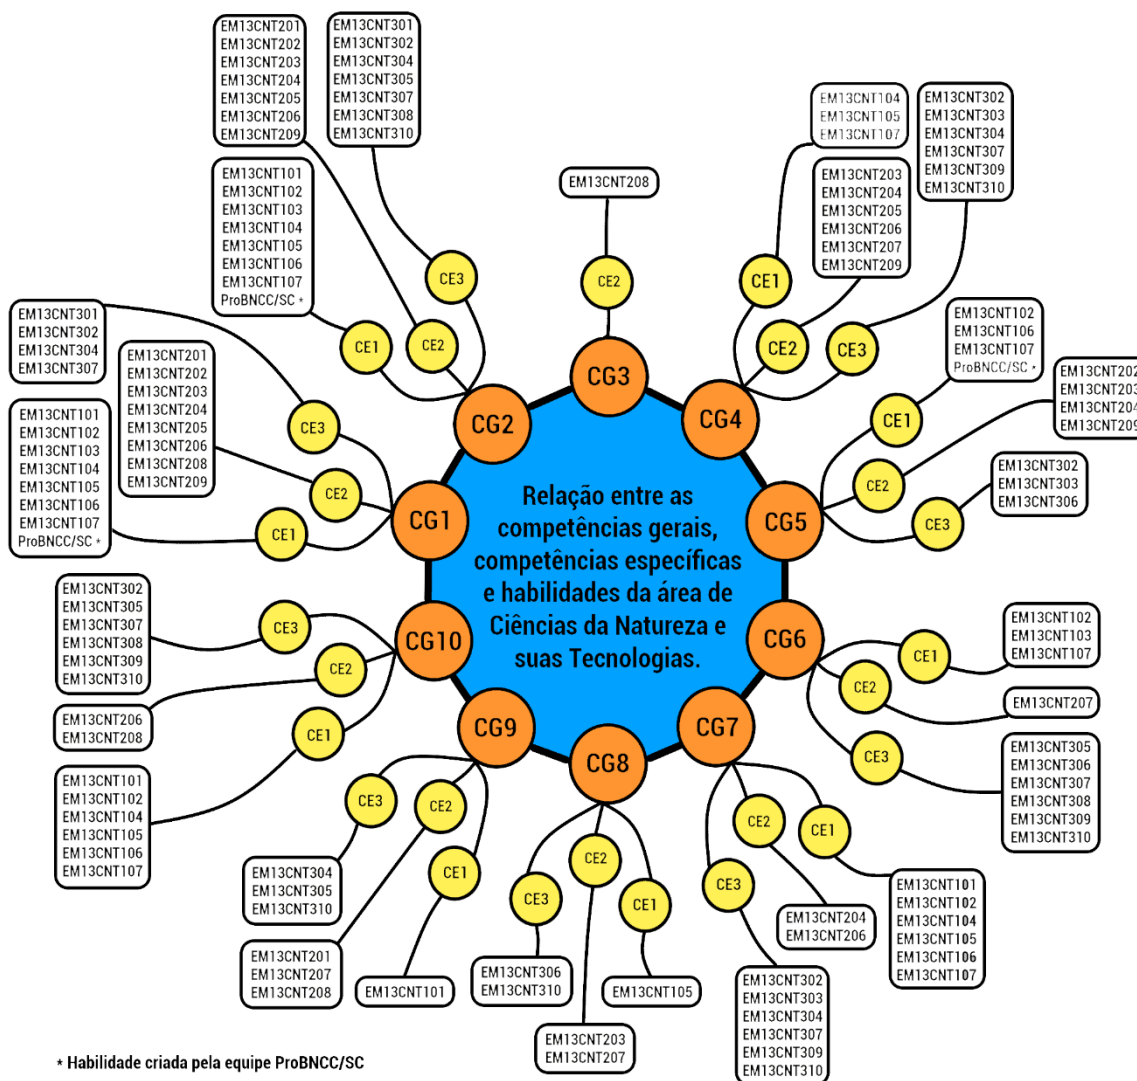 EM13CNT201
EM13CNT202
EM13CNT203
EM13CNT204
EM13CNT205
EM13CNT206
EM13CNT209
EM13CNT301
EM13CNT302
EM13CNT304
EM13CNT305
EM13CNT307
EM13CNT308
EM13CNT310
EM13CNT101
EM13CNT102
EM13CNT103
EM13CNT104
EM13CNT105
EM13CNT106
EM13CNT107
ProBNCC/SC *
CE1
CE2
CE3
CG2
EM13CNT208
CE2
CG3
EM13CNT104
EM13CNT105
EM13CNT107
EM13CNT203
EM13CNT204
EM13CNT205
EM13CNT206
EM13CNT207
EM13CNT209
EM13CNT302
EM13CNT303
EM13CNT304
EM13CNT307
EM13CNT309
EM13CNT310
CE1
CE2
CE3
CG4
EM13CNT102
EM13CNT106
EM13CNT107
ProBNCC/SC *
EM13CNT202
EM13CNT203
EM13CNT204
EM13CNT209
EM13CNT302
EM13CNT303
EM13CNT306
CE1
CE2
CE3
CG5
EM13CNT301
EM13CNT302
EM13CNT304
EM13CNT307
EM13CNT201
EM13CNT202
EM13CNT203
EM13CNT204
EM13CNT205
EM13CNT206
EM13CNT208
EM13CNT209
EM13CNT101
EM13CNT102
EM13CNT103
EM13CNT104
EM13CNT105
EM13CNT106
EM13CNT107
ProBNCC/SC *
CE3
CE2
CE1
CG1
Relação entre as
competências gerais,
competências específicas
e habilidades da área de
Ciências da Natureza e
suas Tecnologias.
EM13CNT302
EM13CNT305
EM13CNT307
EM13CNT308
EM13CNT309
EM13CNT310
EM13CNT206
EM13CNT208
EM13CNT101
EM13CNT102
EM13CNT104
EM13CNT105
EM13CNT106
EM13CNT107
CE3
CE2
CE1
CG10
CG6
CE1
CE2
CE3
EM13CNT102
EM13CNT103
EM13CNT107
EM13CNT207
EM13CNT305
EM13CNT306
EM13CNT307
EM13CNT308
EM13CNT309
EM13CNT310
CG9
CE3
CE2
CE1
EM13CNT304
EM13CNT305
EM13CNT310
EM13CNT201
EM13CNT207
EM13CNT208
EM13CNT101
CG8
CE3
CE2
CE1
EM13CNT306
EM13CNT310
EM13CNT203
EM13CNT207
EM13CNT105
CG7
CE3
CE2
CE1
EM13CNT302
EM13CNT303
EM13CNT304
EM13CNT307
EM13CNT309
EM13CNT310
EM13CNT204
EM13CNT206
EM13CNT101
EM13CNT102
EM13CNT104
EM13CNT105
EM13CNT106
EM13CNT107
* Habilidade criada pela equipe ProBNCC/SC